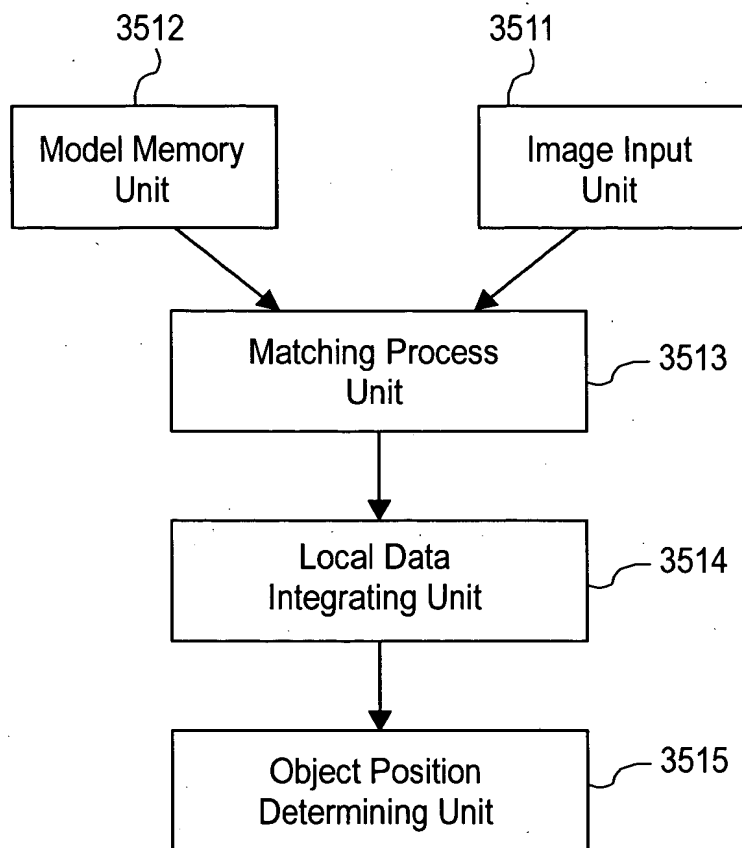 3512
3511
Model Memory
Unit
Image Input
Unit
Matching Process
Unit
3513
Local Data
Integrating Unit
3514
Object Position
Determining Unit
3515